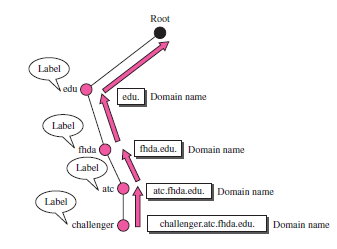 Root
Label
edu
edu. Domain name
Label
fhda
fhda.edu. Domain name
Label
atc
atc.fhda.edu. Domain name
Label
challenger
challenger.atc.fhda.edu. Domain name